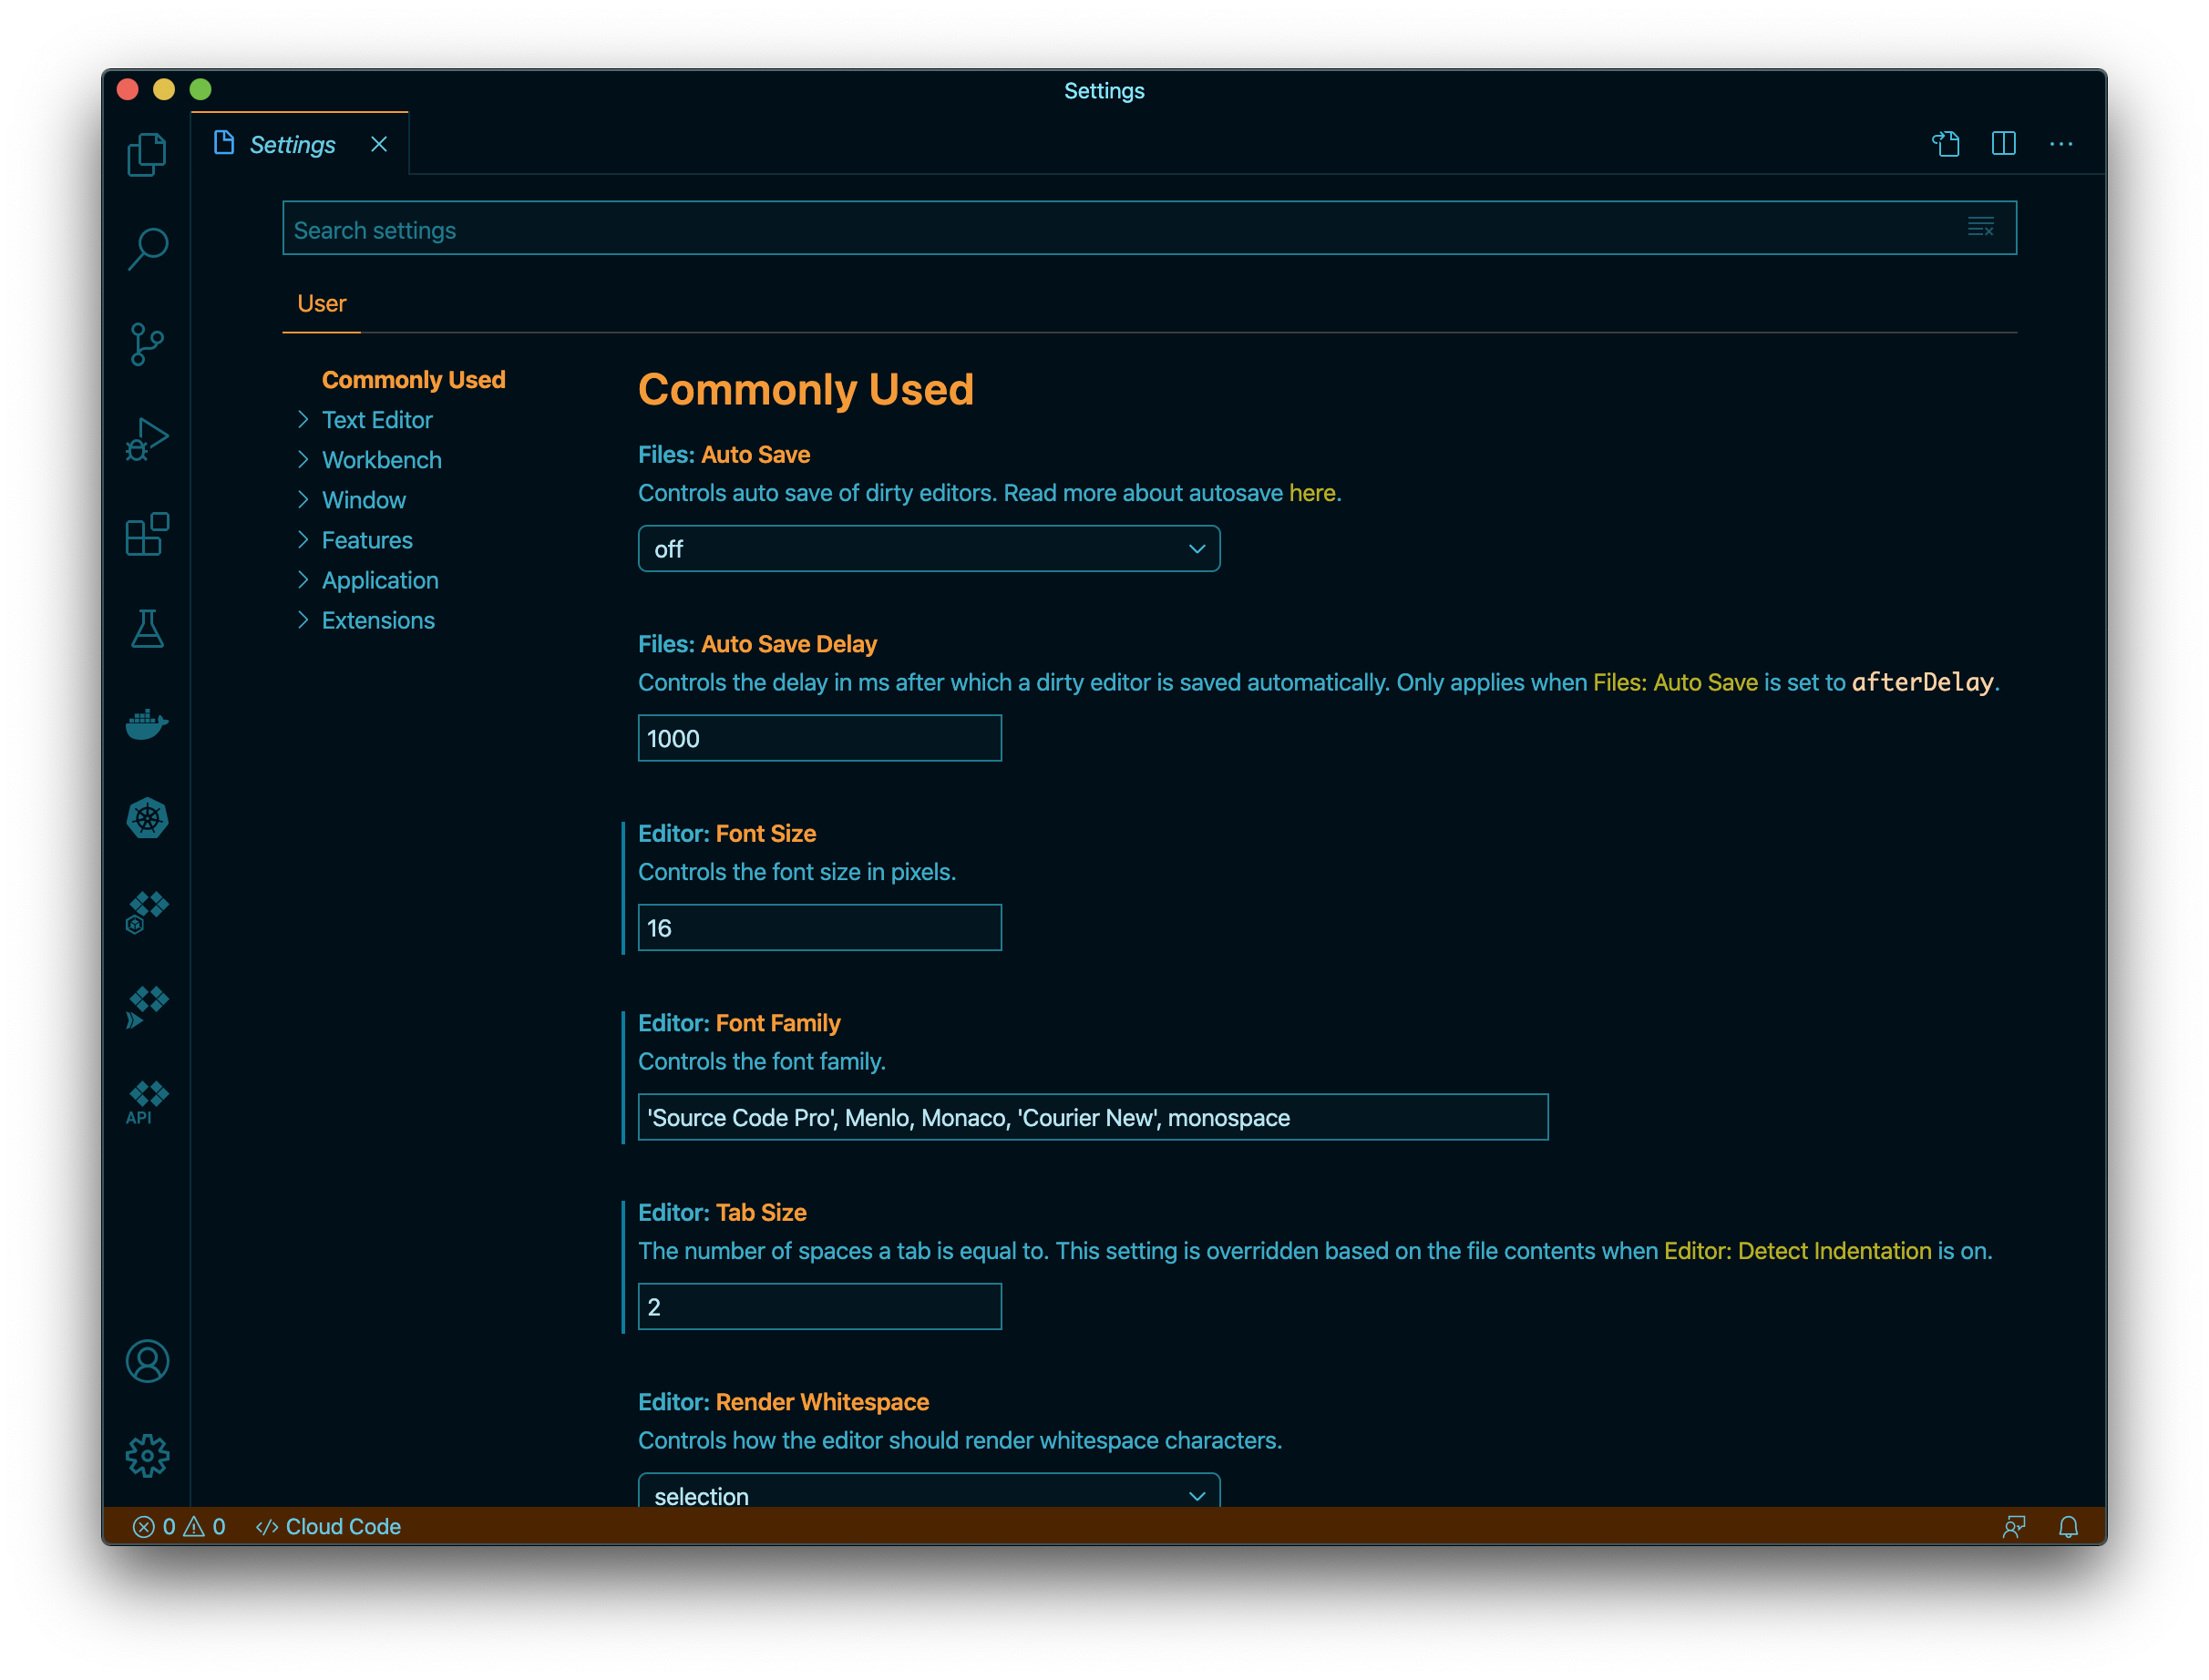 Settings
Settings
Search settings
User
Commonly Used
Text Editor
Workbench
Window
Features
Application
Extensions
Commonly Used
Files: Auto Save
Controls auto save of dirty editors. Read more about autosave here.
off
Files: Auto Save Delay
Controls the delay in ms after which a dirty editor is saved automatically. Only applies when Files: Auto Save is set to afterDelay.
1000
Editor: Font Size
Controls the font size in pixels.
16
Editor: Font Family
Controls the font family.
'Source Code Pro', Menlo, Monaco, 'Courier New', monospace
Editor: Tab Size
The number of spaces a tab is equal to. This setting is overridden based on the file contents when Editor: Detect Indentation is on.
2
Editor: Render Whitespace
Controls how the editor should render whitespace characters.
selection
API
0 0 </> Cloud Code